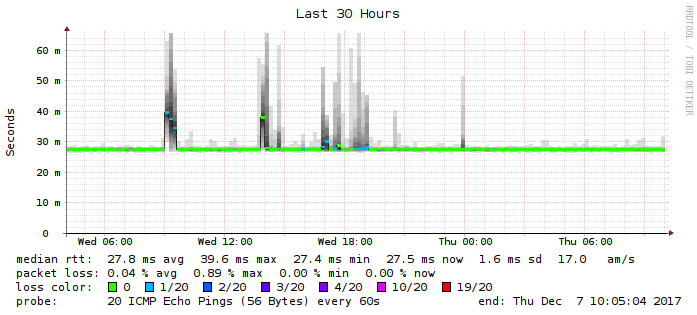 Last 30 Hours
RRDTOOL / TOBI OETIKER
Seconds
60 m
50 m
40 m
30 m
20 m
10 m
0
Wed 06:00 Wed 12:00 Wed 18:00 Thu 00:00 Thu 06:00
median rtt: 27.8 ms avg 39.6 ms max 27.4 ms min 27.5 ms now 1.6 ms sd 17.0 am/s
packet loss: 0.04 % avg 0.89 % max 0.00 % min 0.00 % now
loss color: 0 1/20 2/20 3/20 4/20 10/20 19/20
probe: 20 ICMP Echo Pings (56 Bytes) every 60s end: Thu Dec 7 10:05:04 2017